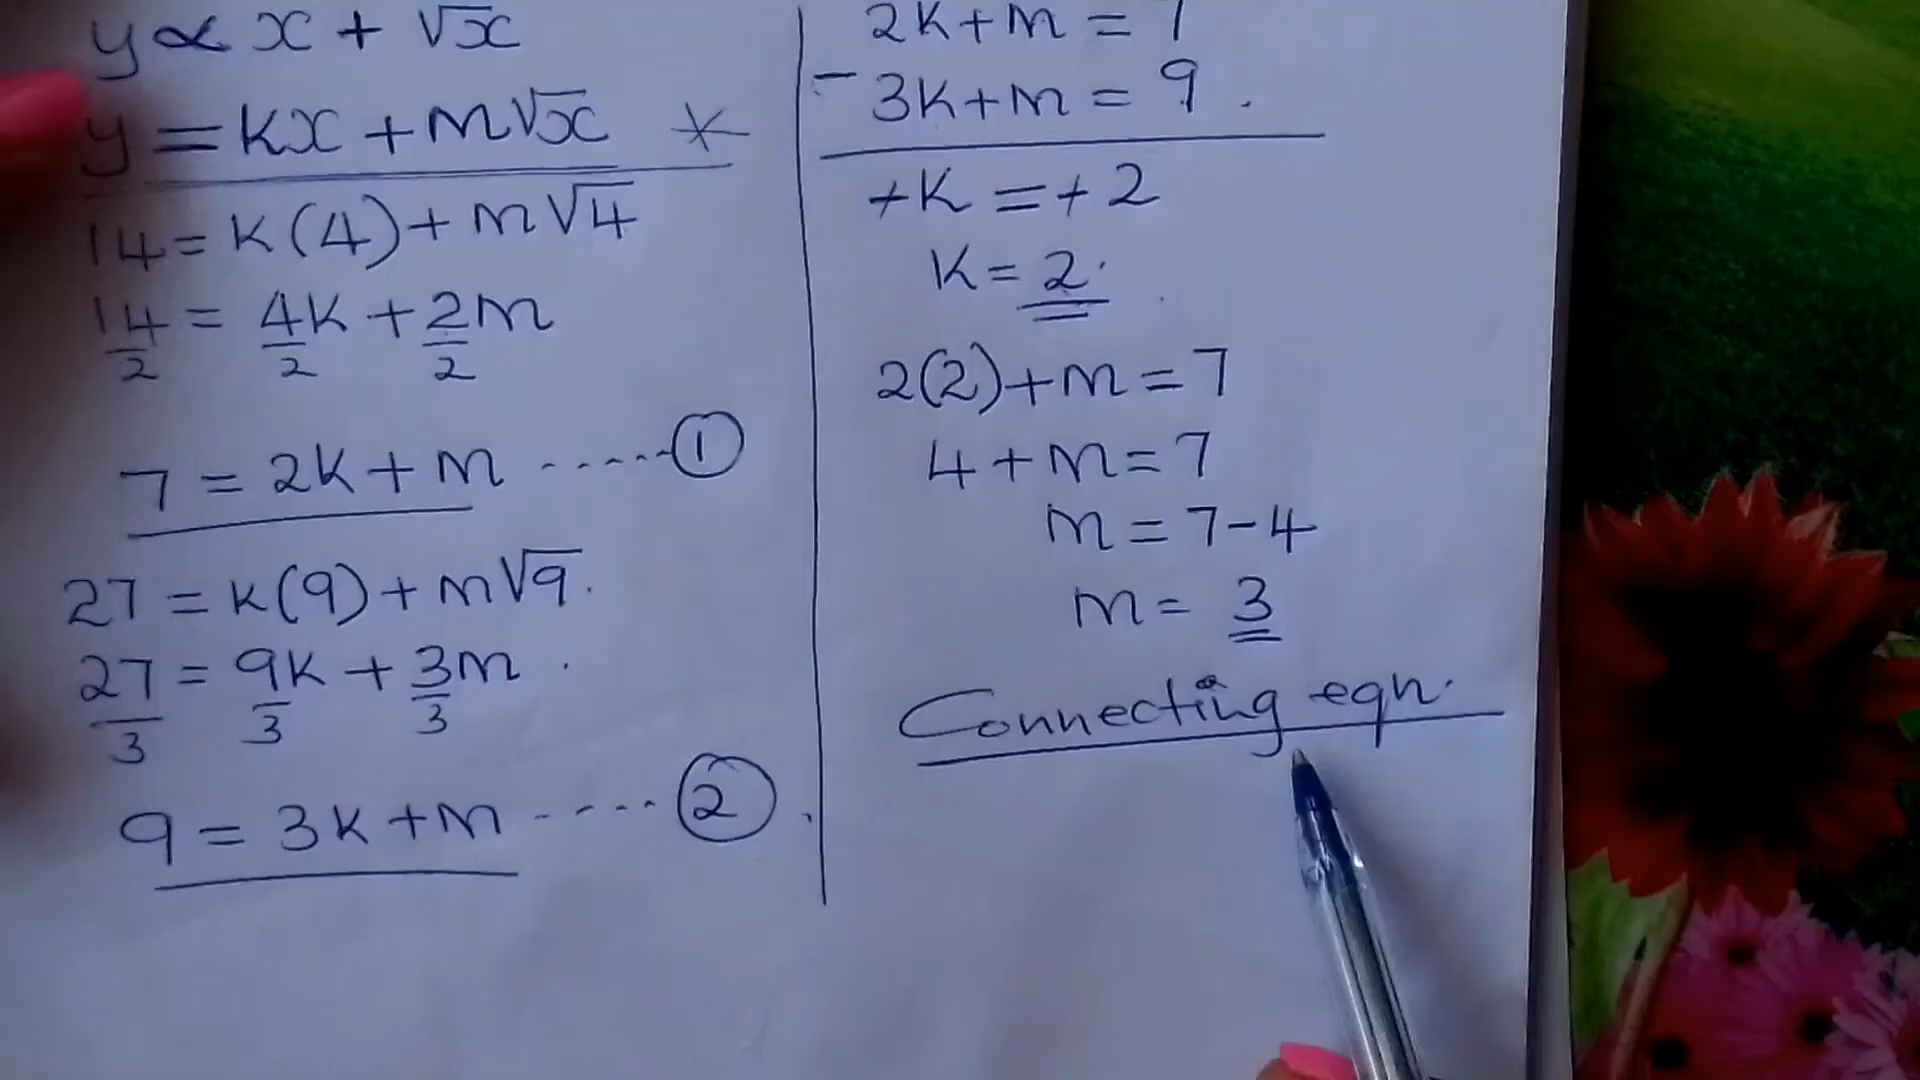 y ∝ x + √x
y = kx + m√x *
14 = k(4) + m√4
14/2 = 4k/2 + 2m/2
7 = 2k + m ...... ①
27 = k(9) + m√9.
27/3 = 9k/3 + 3m/3
9 = 3k + m ...... ②
2k + m = 7
- 3k + m = 9.
+k = +2
k = 2
2(2) + m = 7
4 + m = 7
m = 7 - 4
m = 3
Connecting eqn.